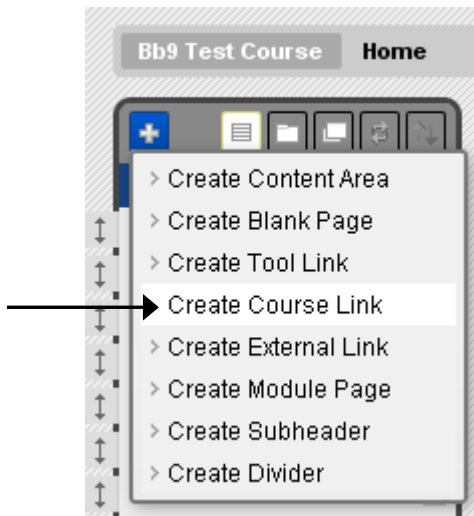 Bb9 Test Course Home
> Create Content Area
> Create Blank Page
> Create Tool Link
Create Course Link
> Create External Link
> Create Module Page
> Create Subheader
> Create Divider